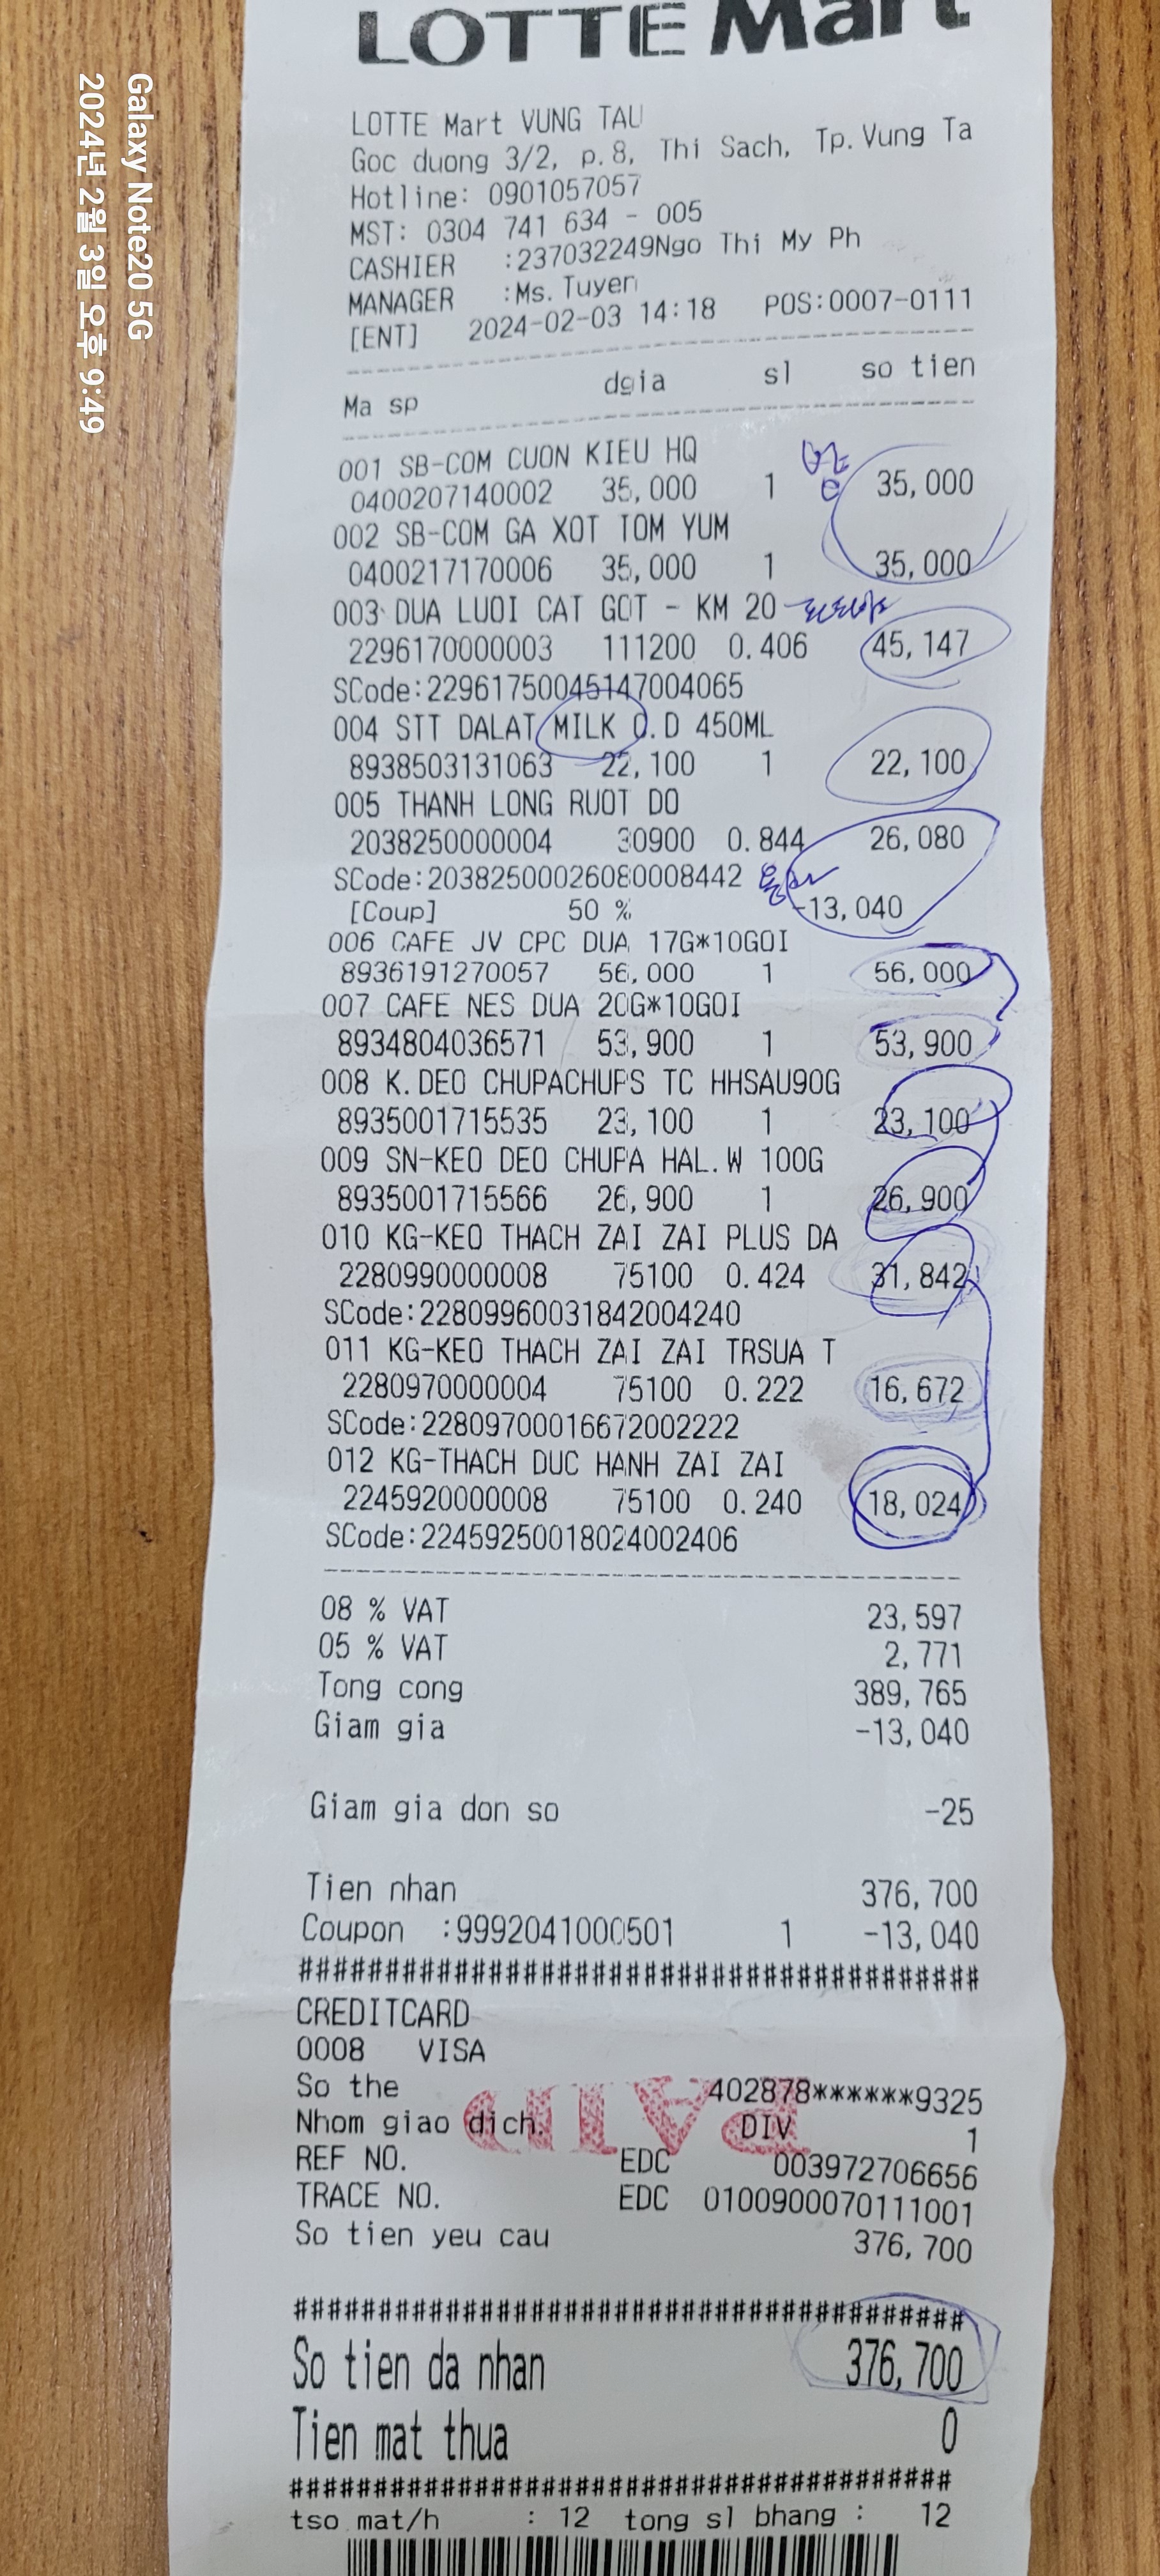 LOTTE Mart
Galaxy Note20 5G
2024년 2월 3일 오후 9:49
LOTTE Mart VUNG TAU
Goc duong 3/2, p.8, Thi Sach, Tp.Vung Ta
Hotline: 0901057057
MST: 0304 741 634 - 005
CASHIER :237032249Ngo Thi My Ph
MANAGER :Ms. Tuyen
[ENT] 2024-02-03 14:18 POS:0007-0111
Ma sp dgia sl so tien
001 SB-COM CUON KIEU HQ
0400207140002 35,000 1 35,000
002 SB-COM GA XOT TOM YUM
0400217170006 35,000 1 35,000
003 DUA LUOI CAT GOT - KM 20
2296170000003 111200 0.406 45,147
SCode:22961750045147004065
004 STT DALAT MILK C.D 450ML
8938503131063 22,100 1 22,100
005 THANH LONG RUOT DO
2038250000004 30900 0.844 26,080
SCode:20382500026080008442 용과
[Coup] 50 % -13,040
006 CAFE JV CPC DUA 17G*10GOI
8936191270057 56,000 1 56,000
007 CAFE NES DUA 20G*10GOI
8934804036571 53,900 1 53,900
008 K.DEO CHUPACHUPS TC HHSAU90G
8935001715535 23,100 1 23,100
009 SN-KEO DEO CHUPA HAL.W 100G
8935001715566 26,900 1 26,900
010 KG-KEO THACH ZAI ZAI PLUS DA
2280990000008 75100 0.424 31,842
SCode:22809960031842004240
011 KG-KEO THACH ZAI ZAI TRSUA T
2280970000004 75100 0.222 16,672
SCode:22809700016672002222
012 KG-THACH DUC HANH ZAI ZAI
2245920000008 75100 0.240 18,024
SCode:22459250018024002406
08 % VAT 23,597
05 % VAT 2,771
Tong cong 389,765
Giam gia -13,040
Giam gia don so -25
Tien nhan 376,700
Coupon :9992041000501 1 -13,040
#######################################
CREDITCARD
0008 VISA
So the 402878******9325
Nhom giao dich. DIV 1
PAID
REF NO. EDC 003972706656
TRACE NO. EDC 0100900070111001
So tien yeu cau 376,700
#######################################
So tien da nhan 376,700
Tien mat thua 0
#######################################
tso mat/h : 12 tong sl bhang : 12